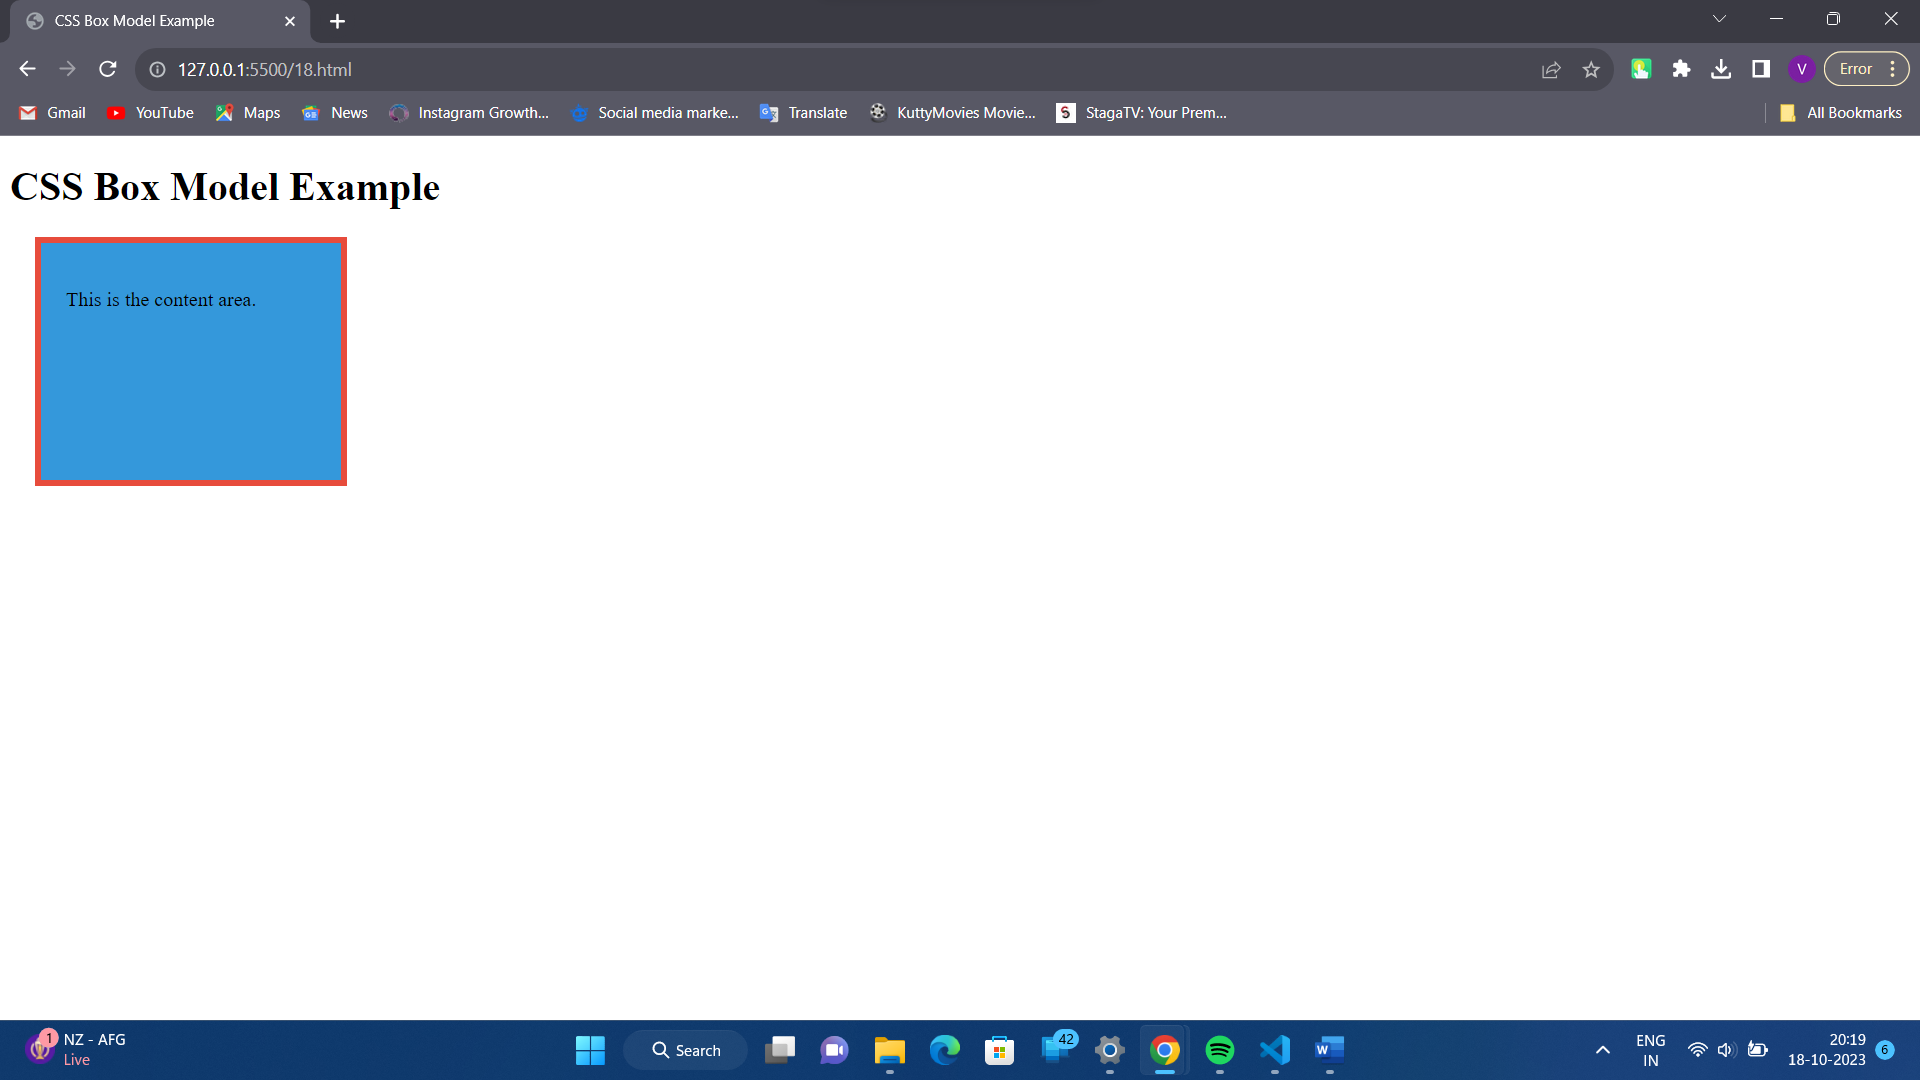 CSS Box Model Example
127.0.0.1:5500/18.html
V
Error
Gmail
YouTube
Maps
News
Instagram Growth...
Social media marke...
Translate
KuttyMovies Movie...
StagaTV: Your Prem...
All Bookmarks
CSS Box Model Example
This is the content area.
1
NZ - AFG
Live
Search
42
ENG
IN
20:19
18-10-2023
6